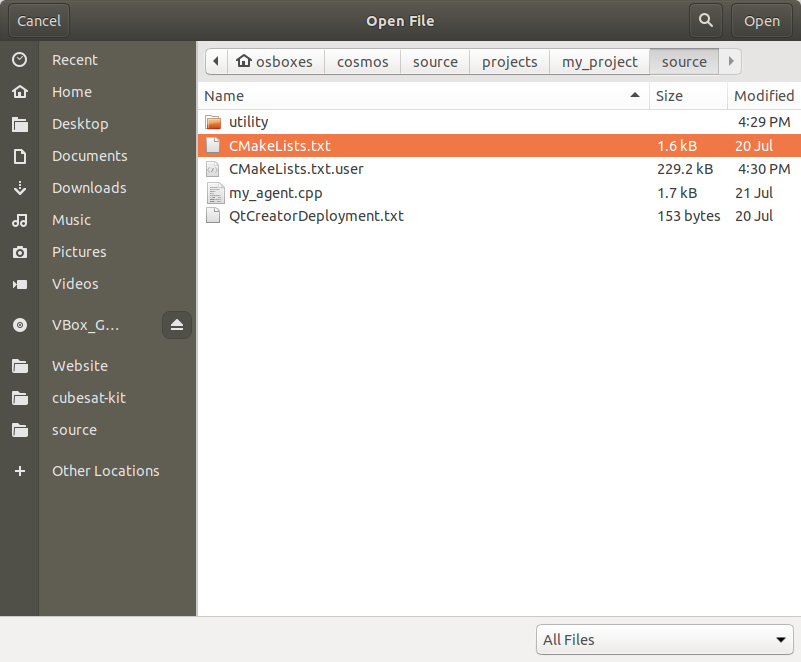 Cancel
Open File
Open
Recent
Home
Desktop
Documents
Downloads
Music
Pictures
Videos
VBox_G...
Website
cubesat-kit
source
Other Locations
osboxes cosmos source projects my_project source
Name Size Modified
utility 4:29 PM
CMakeLists.txt 1.6 kB 20 Jul
CMakeLists.txt.user 229.2 kB 4:30 PM
my_agent.cpp 1.7 kB 21 Jul
QtCreatorDeployment.txt 153 bytes 20 Jul
All Files